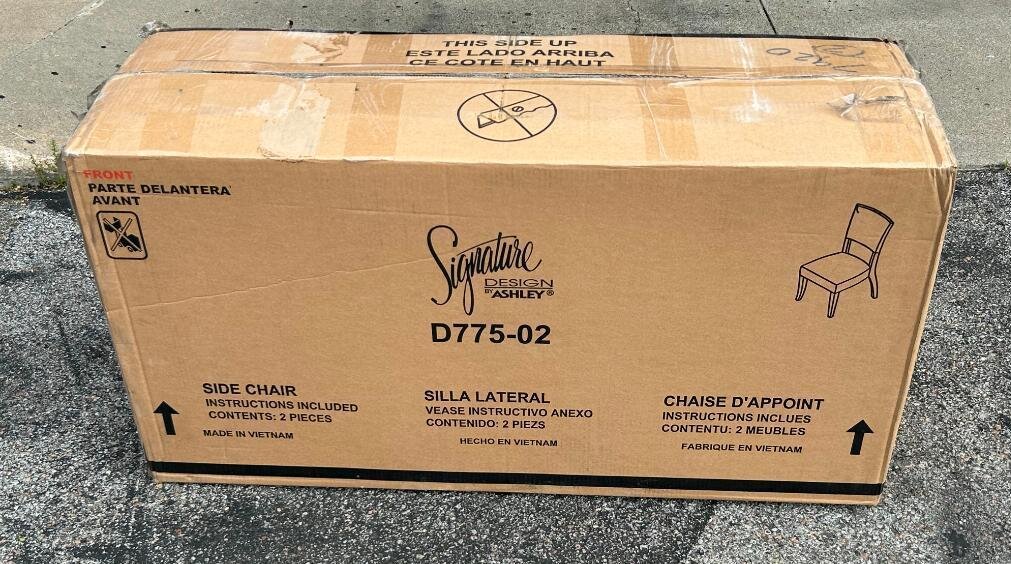 THIS SIDE UP
ESTE LADO ARRIBA
CE COTE EN HAUT
FRONT
PARTE DELANTERA
AVANT
Signature
DESIGN
BY ASHLEY®
D775-02
SIDE CHAIR
INSTRUCTIONS INCLUDED
CONTENTS: 2 PIECES
MADE IN VIETNAM
SILLA LATERAL
VEASE INSTRUCTIVO ANEXO
CONTENIDO: 2 PIEZS
HECHO EN VIETNAM
CHAISE D'APPOINT
INSTRUCTIONS INCLUES
CONTENTU: 2 MEUBLES
FABRIQUE EN VIETNAM